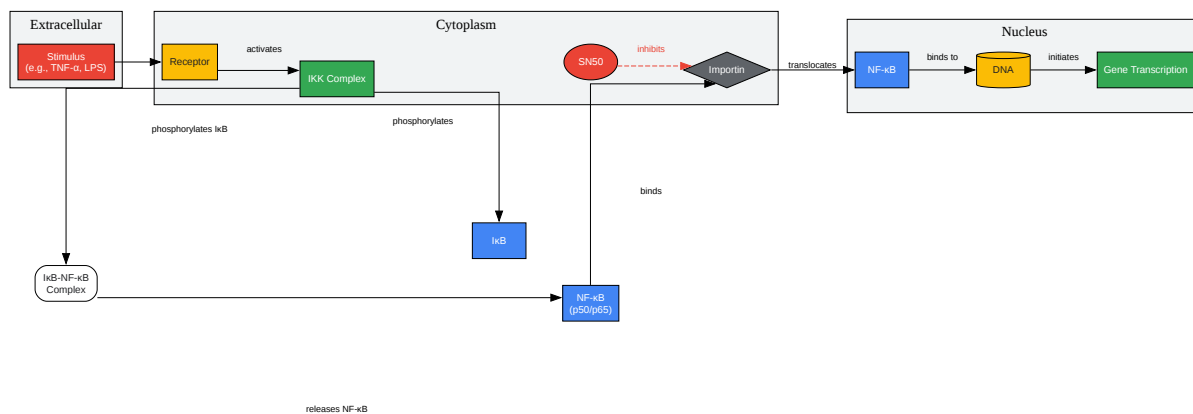 Extracellular
Cytoplasm
Nucleus
Stimulus
(e.g., TNF-α, LPS)
Receptor
activates
IKK Complex
SN50
inhibits
Importin
translocates
NF-κB
binds to
DNA
initiates
Gene Transcription
phosphorylates IκB
phosphorylates
binds
IκB
IκB-NF-κB
Complex
NF-κB
(p50/p65)
releases NF-κB